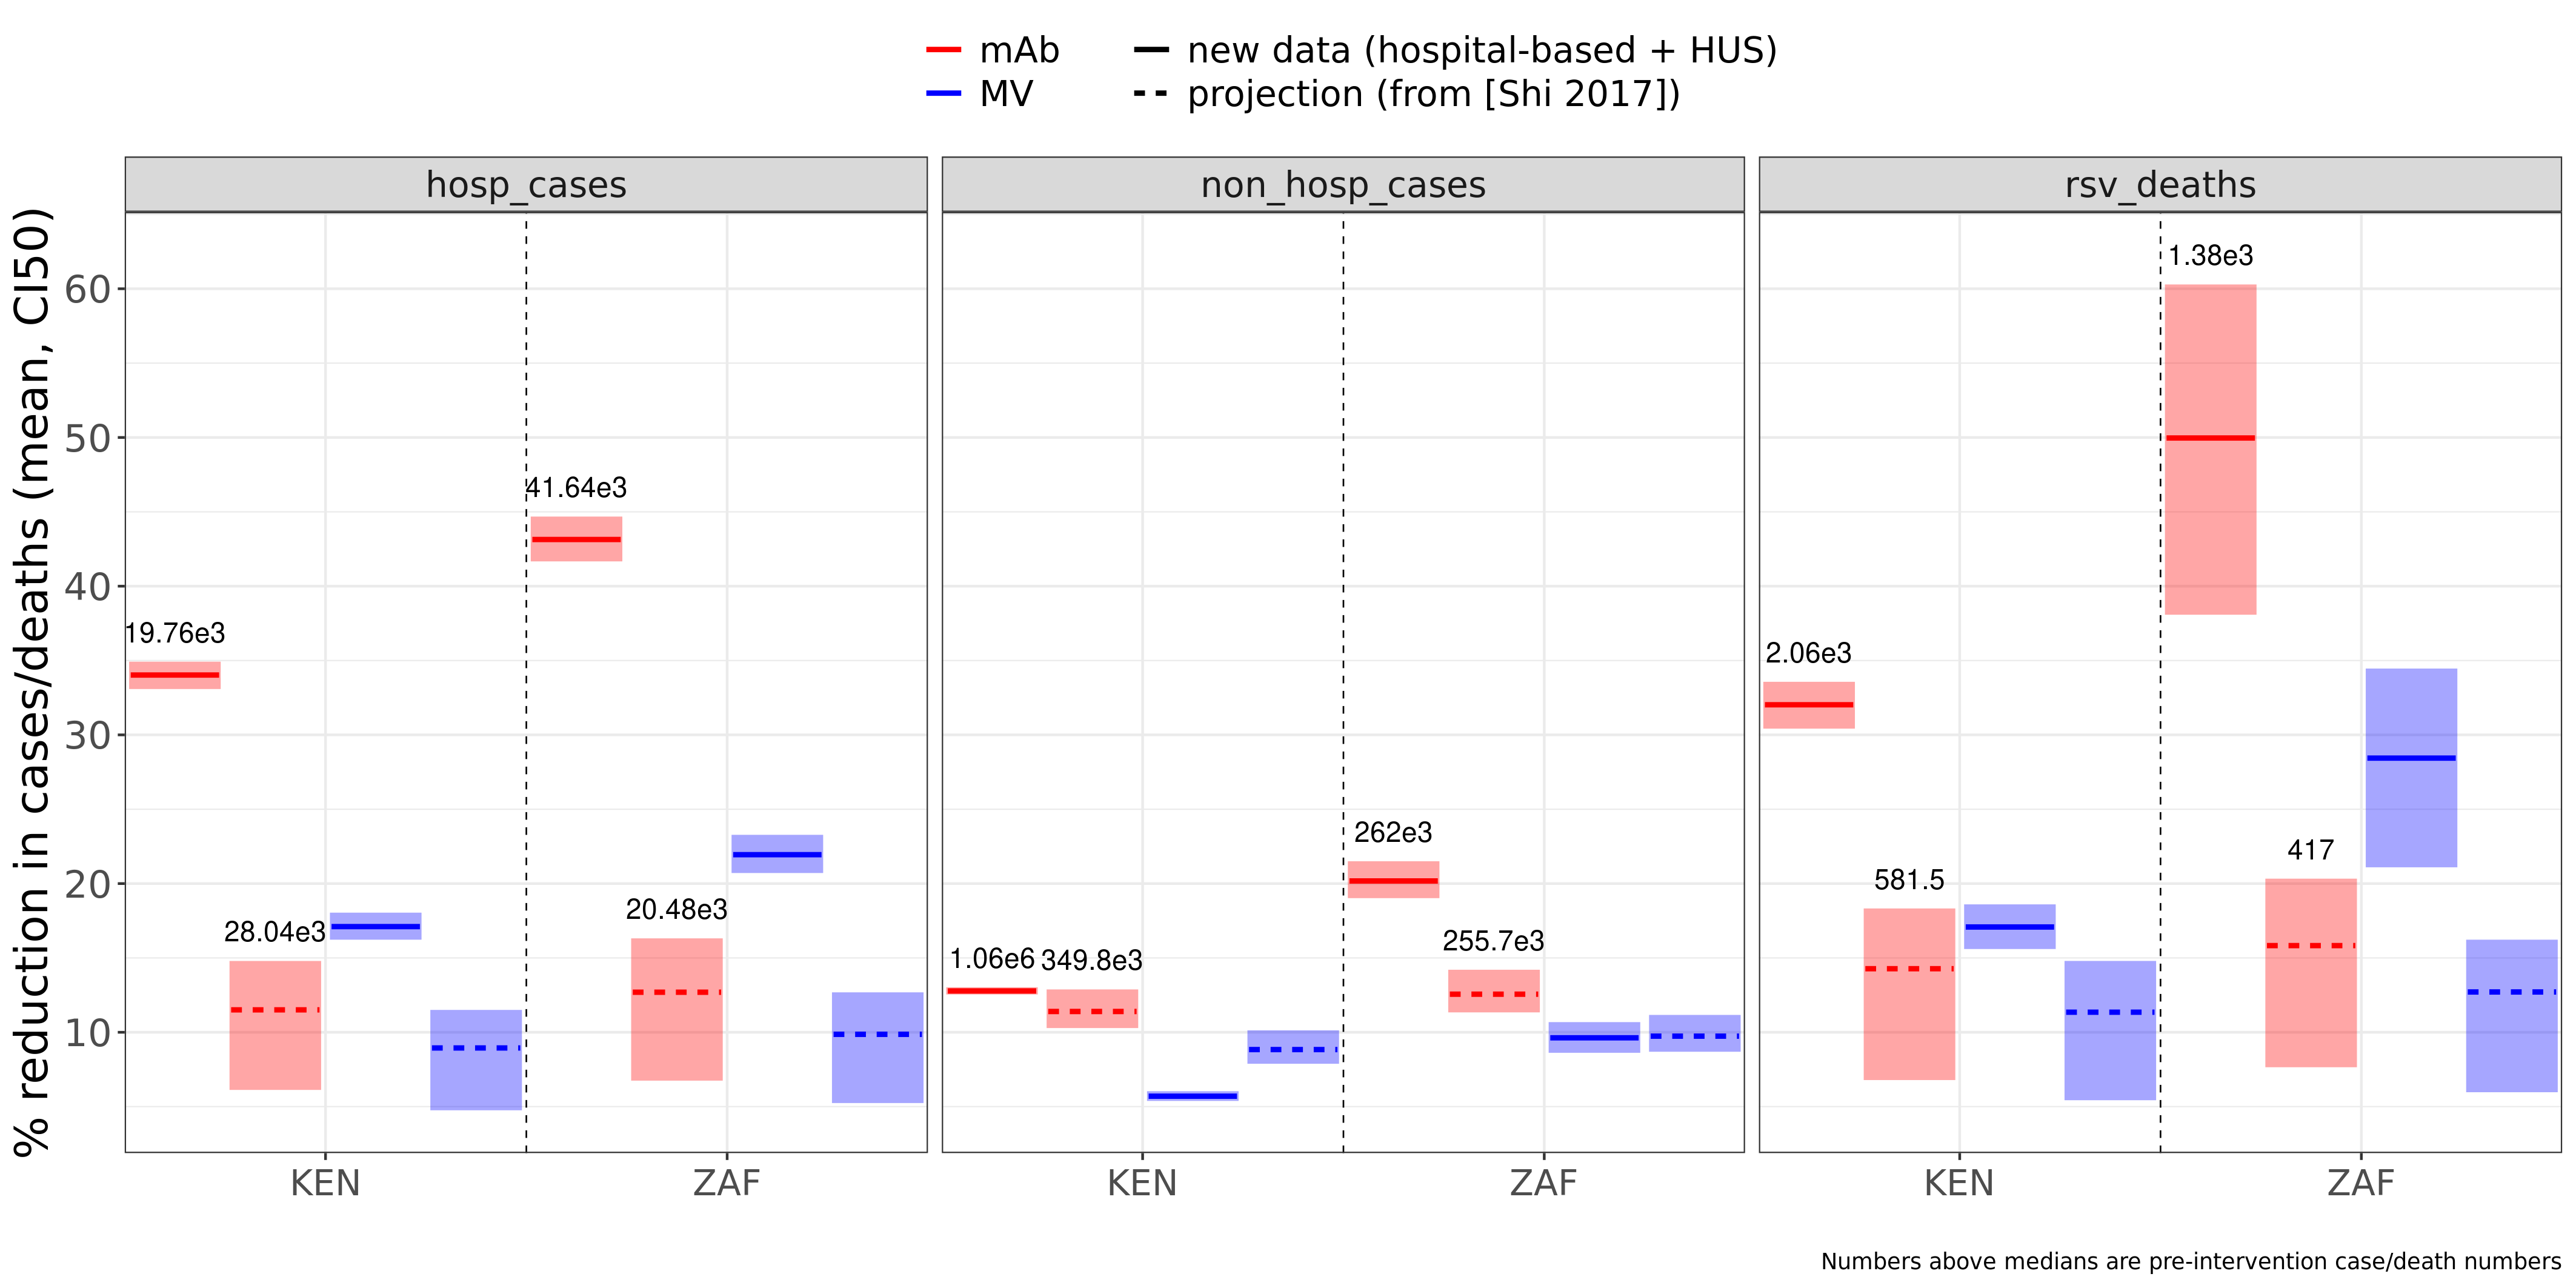 mAb
MV
new data (hospital-based + HUS)
projection (from [Shi 2017])
% reduction in cases/deaths (mean, CI50)
hosp_cases
non_hosp_cases
rsv_deaths
60
50
40
30
20
10
19.76e3
28.04e3
41.64e3
20.48e3
1.06e6
349.8e3
262e3
255.7e3
2.06e3
581.5
1.38e3
417
KEN
ZAF
KEN
ZAF
KEN
ZAF
Numbers above medians are pre-intervention case/death numbers